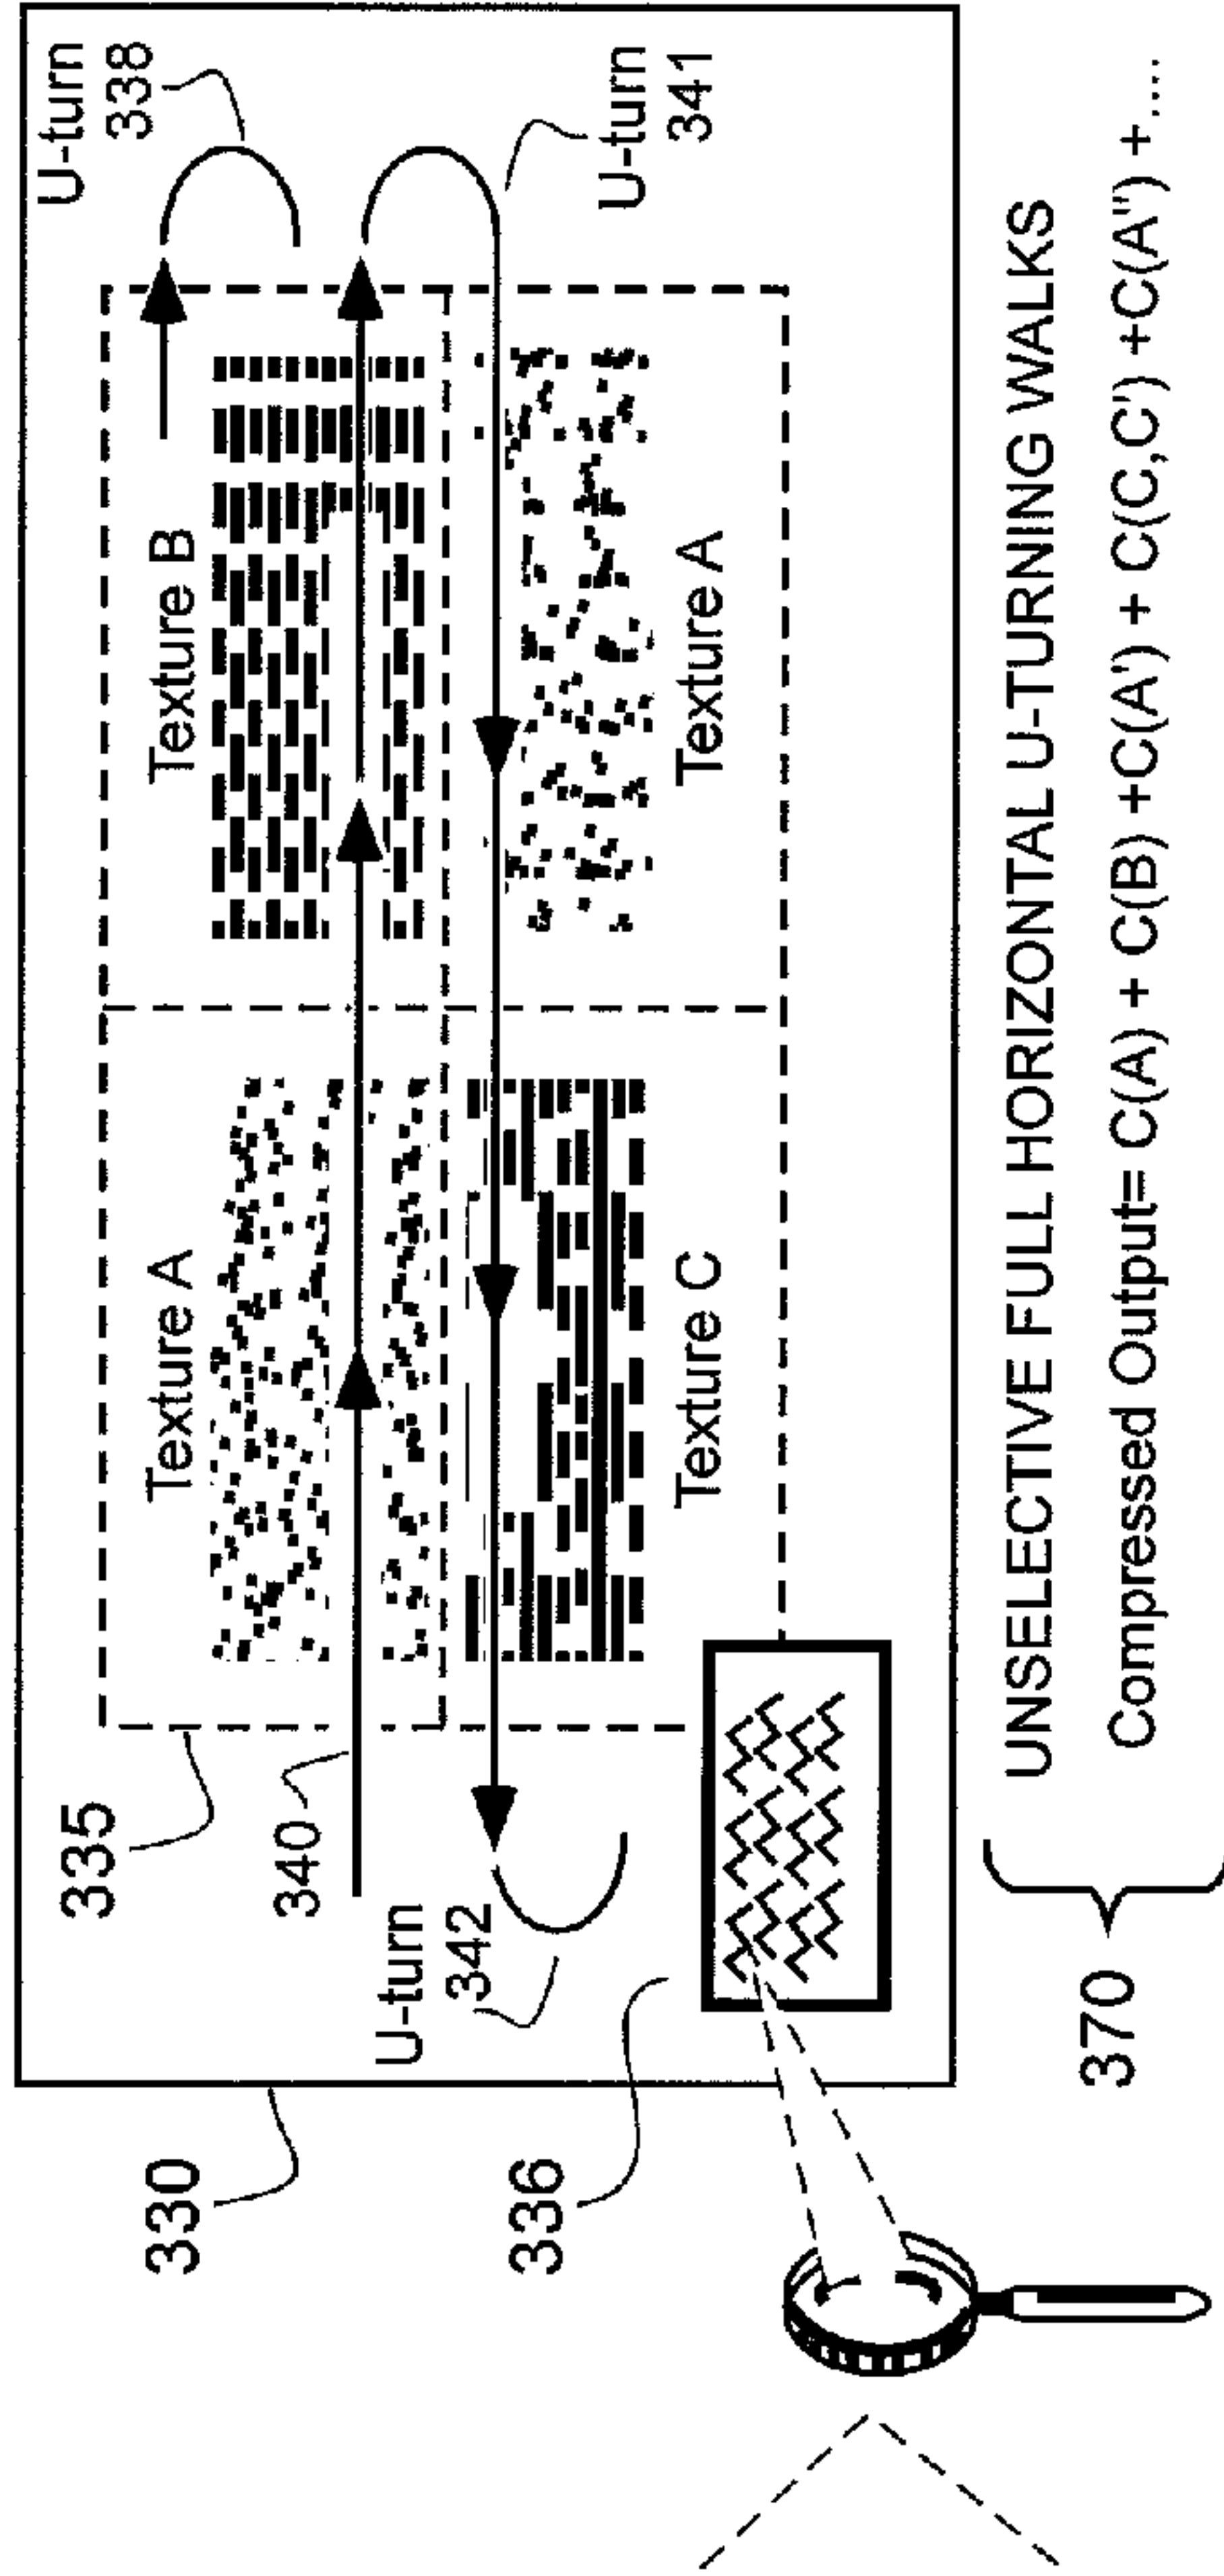 U-turn
338
Texture A
Texture B
335
330
340
U-turn
342
U-turn
341
336
Texture C
Texture A
370
UNSELECTIVE FULL HORIZONTAL U-TURNING WALKS
Compressed Output= C(A) + C(B) +C(A') + C(C,C') +C(A'') +....